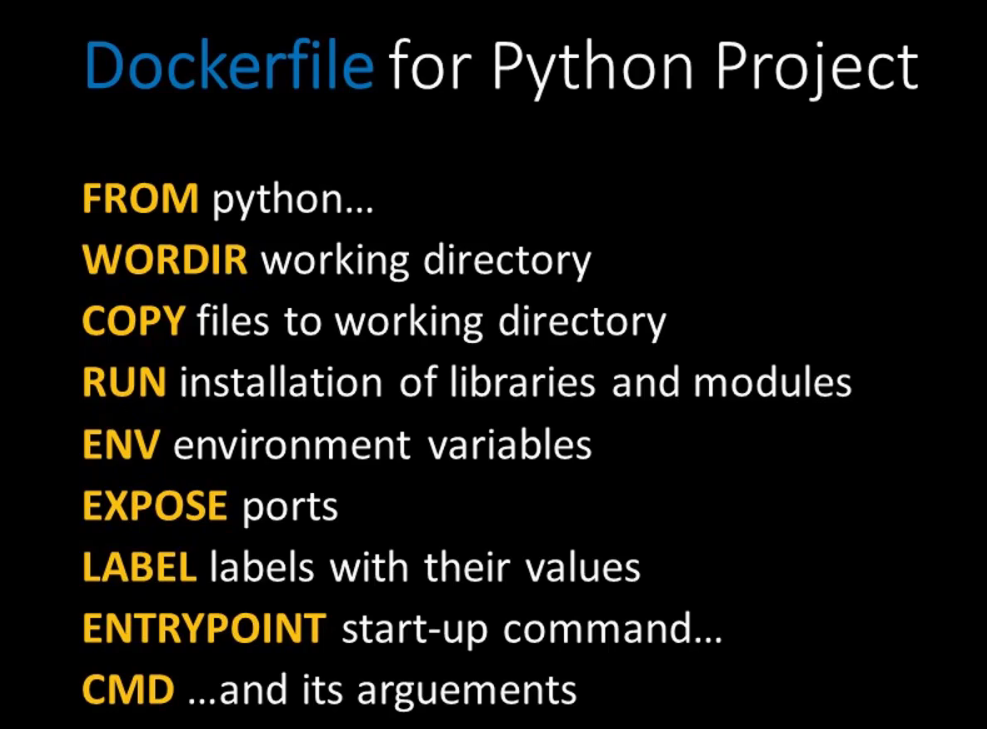 Dockerfile for Python Project
FROM python...
WORDIR working directory
COPY files to working directory
RUN installation of libraries and modules
ENV environment variables
EXPOSE ports
LABEL labels with their values
ENTRYPOINT start-up command...
CMD ...and its arguements